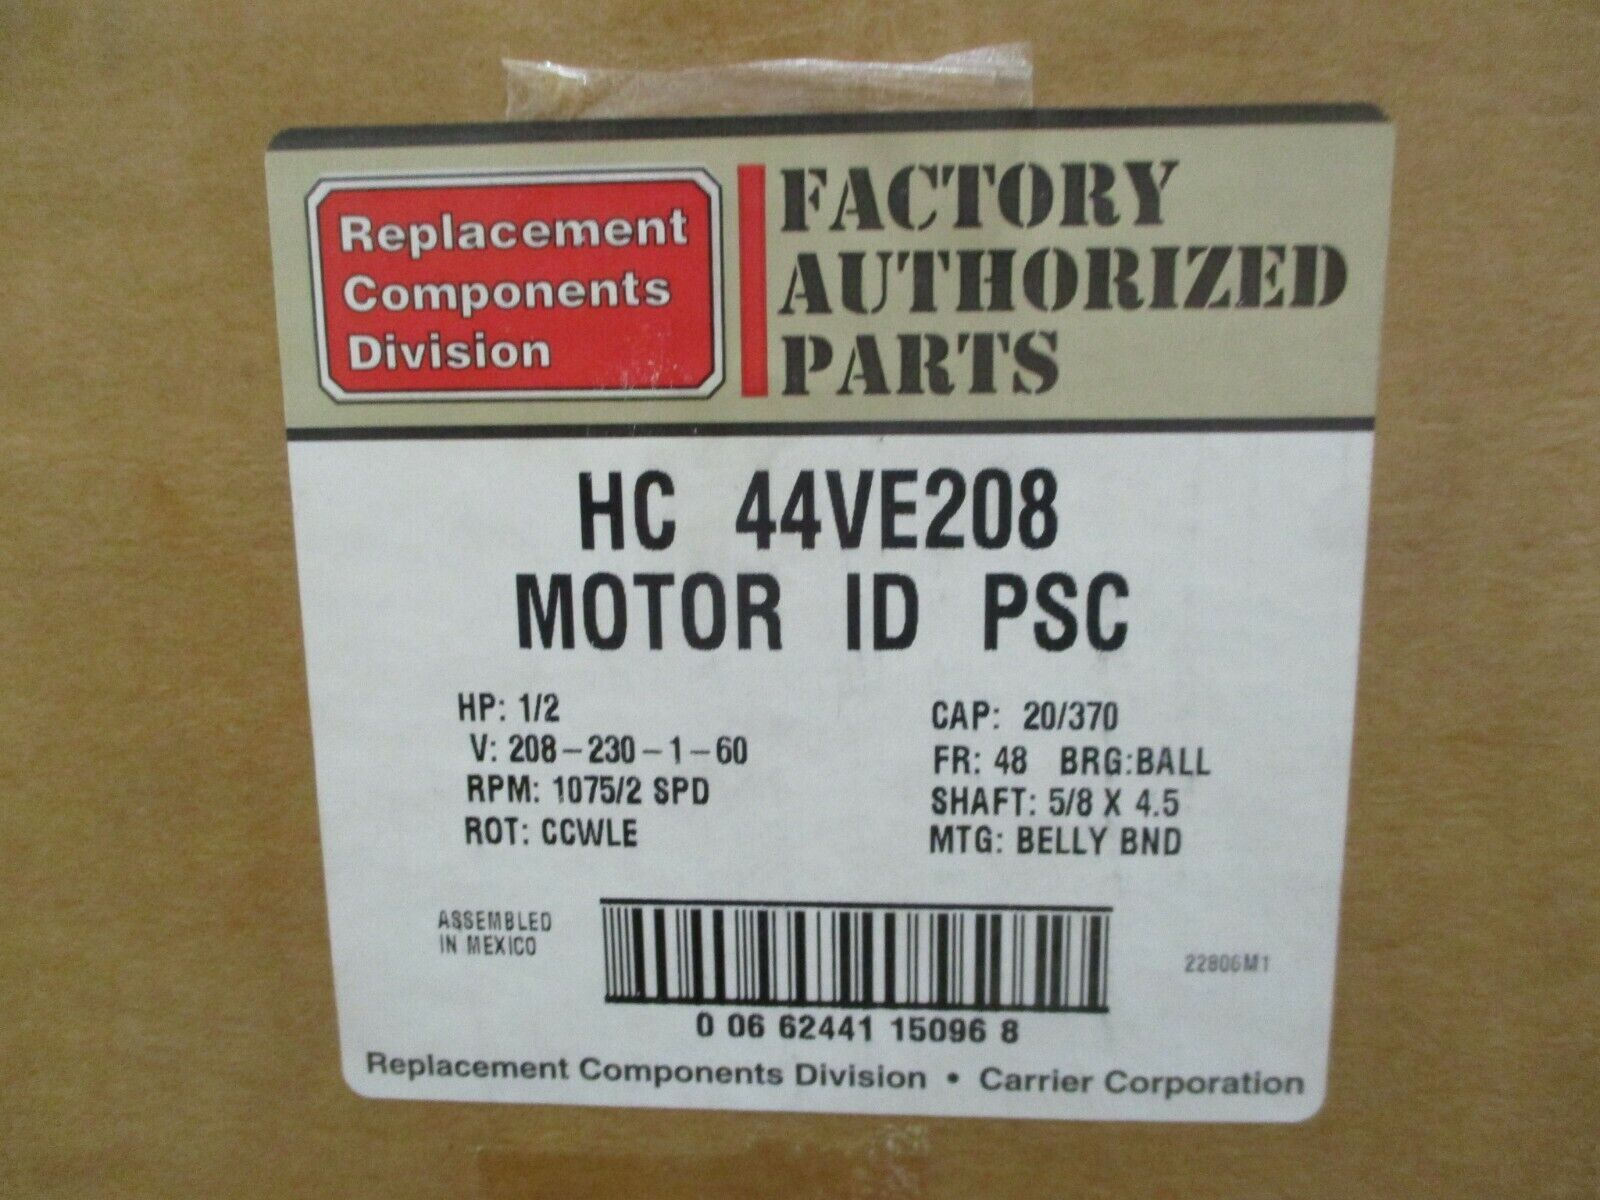 Replacement
Components
Division
FACTORY
AUTHORIZED
PARTS
HC 44VE208
MOTOR ID PSC
HP: 1/2
V: 208-230-1-60
RPM: 1075/2 SPD
ROT: CCWLE
CAP: 20/370
FR: 48 BRG:BALL
SHAFT: 5/8 X 4.5
MTG: BELLY BND
ASSEMBLED
IN MEXICO
22806M1
0 06 62441 15096 8
Replacement Components Division • Carrier Corporation